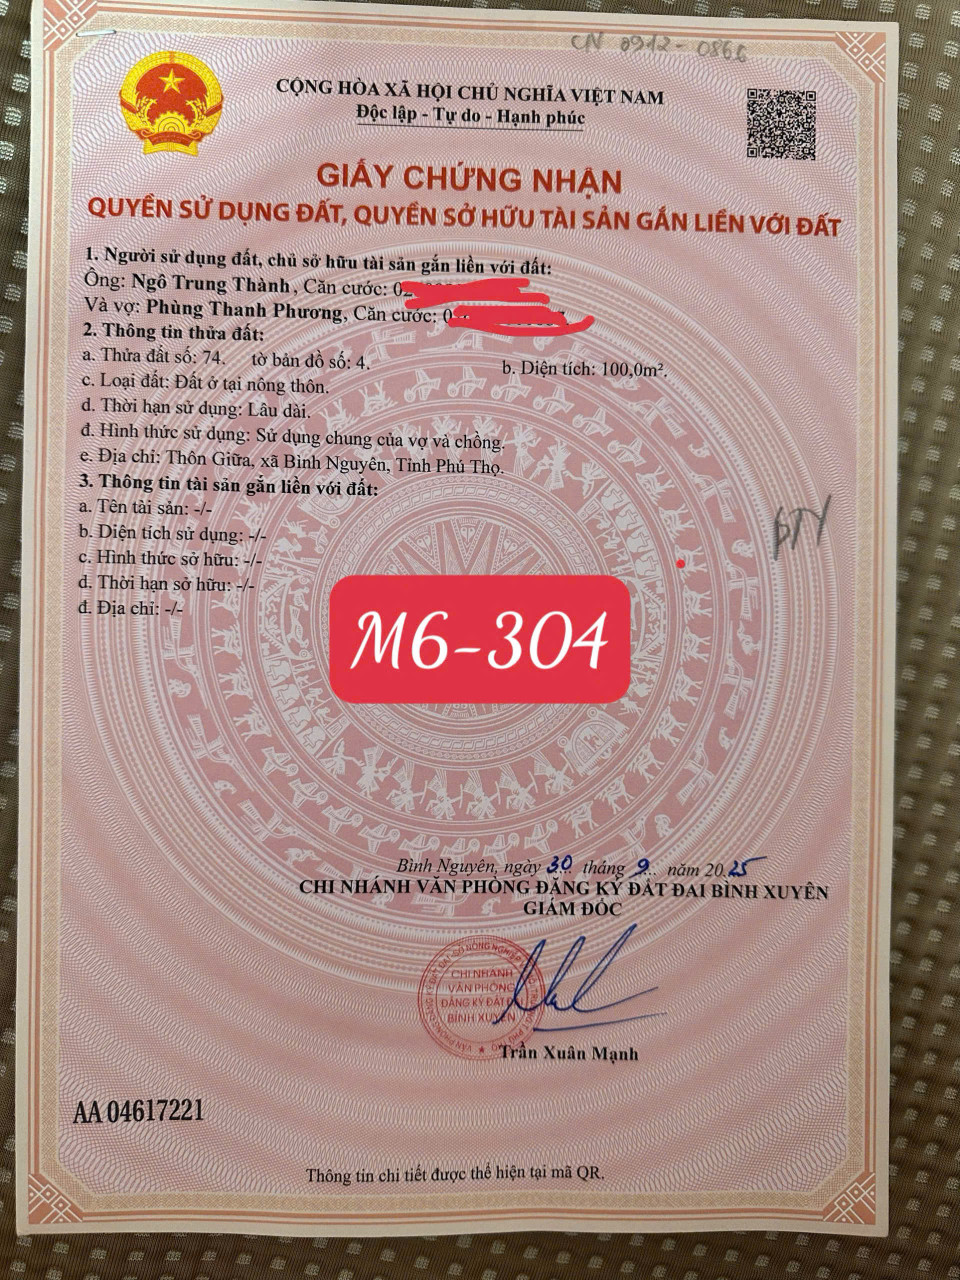 CN 0912-0866
CỘNG HÒA XÃ HỘI CHỦ NGHĨA VIỆT NAM
Độc lập - Tự do - Hạnh phúc
GIẤY CHỨNG NHẬN
QUYỀN SỬ DỤNG ĐẤT, QUYỀN SỞ HỮU TÀI SẢN GẮN LIỀN VỚI ĐẤT
1. Người sử dụng đất, chủ sở hữu tài sản gắn liền với đất:
Ông: Ngô Trung Thành, Căn cước: 0
Và vợ: Phùng Thanh Phương, Căn cước: 0
2. Thông tin thửa đất:
a. Thửa đất số: 74. tờ bản đồ số: 4. b. Diện tích: 100,0m².
c. Loại đất: Đất ở tại nông thôn.
d. Thời hạn sử dụng: Lâu dài.
đ. Hình thức sử dụng: Sử dụng chung của vợ và chồng.
e. Địa chỉ: Thôn Giữa, xã Bình Nguyên, Tỉnh Phú Thọ.
3. Thông tin tài sản gắn liền với đất:
a. Tên tài sản: -/-
b. Diện tích sử dụng: -/-
c. Hình thức sở hữu: -/-
d. Thời hạn sở hữu: -/-
đ. Địa chỉ: -/-
M6-304
Bình Nguyên, ngày 30 tháng 9 năm 2025
CHI NHÁNH VĂN PHÒNG ĐĂNG KÝ ĐẤT ĐAI BÌNH XUYÊN
GIÁM ĐỐC
CHI NHÁNH
VĂN PHÒNG
ĐĂNG KÝ ĐẤT ĐAI
BÌNH XUYÊN
Trần Xuân Mạnh
AA 04617221
Thông tin chi tiết được thể hiện tại mã QR.